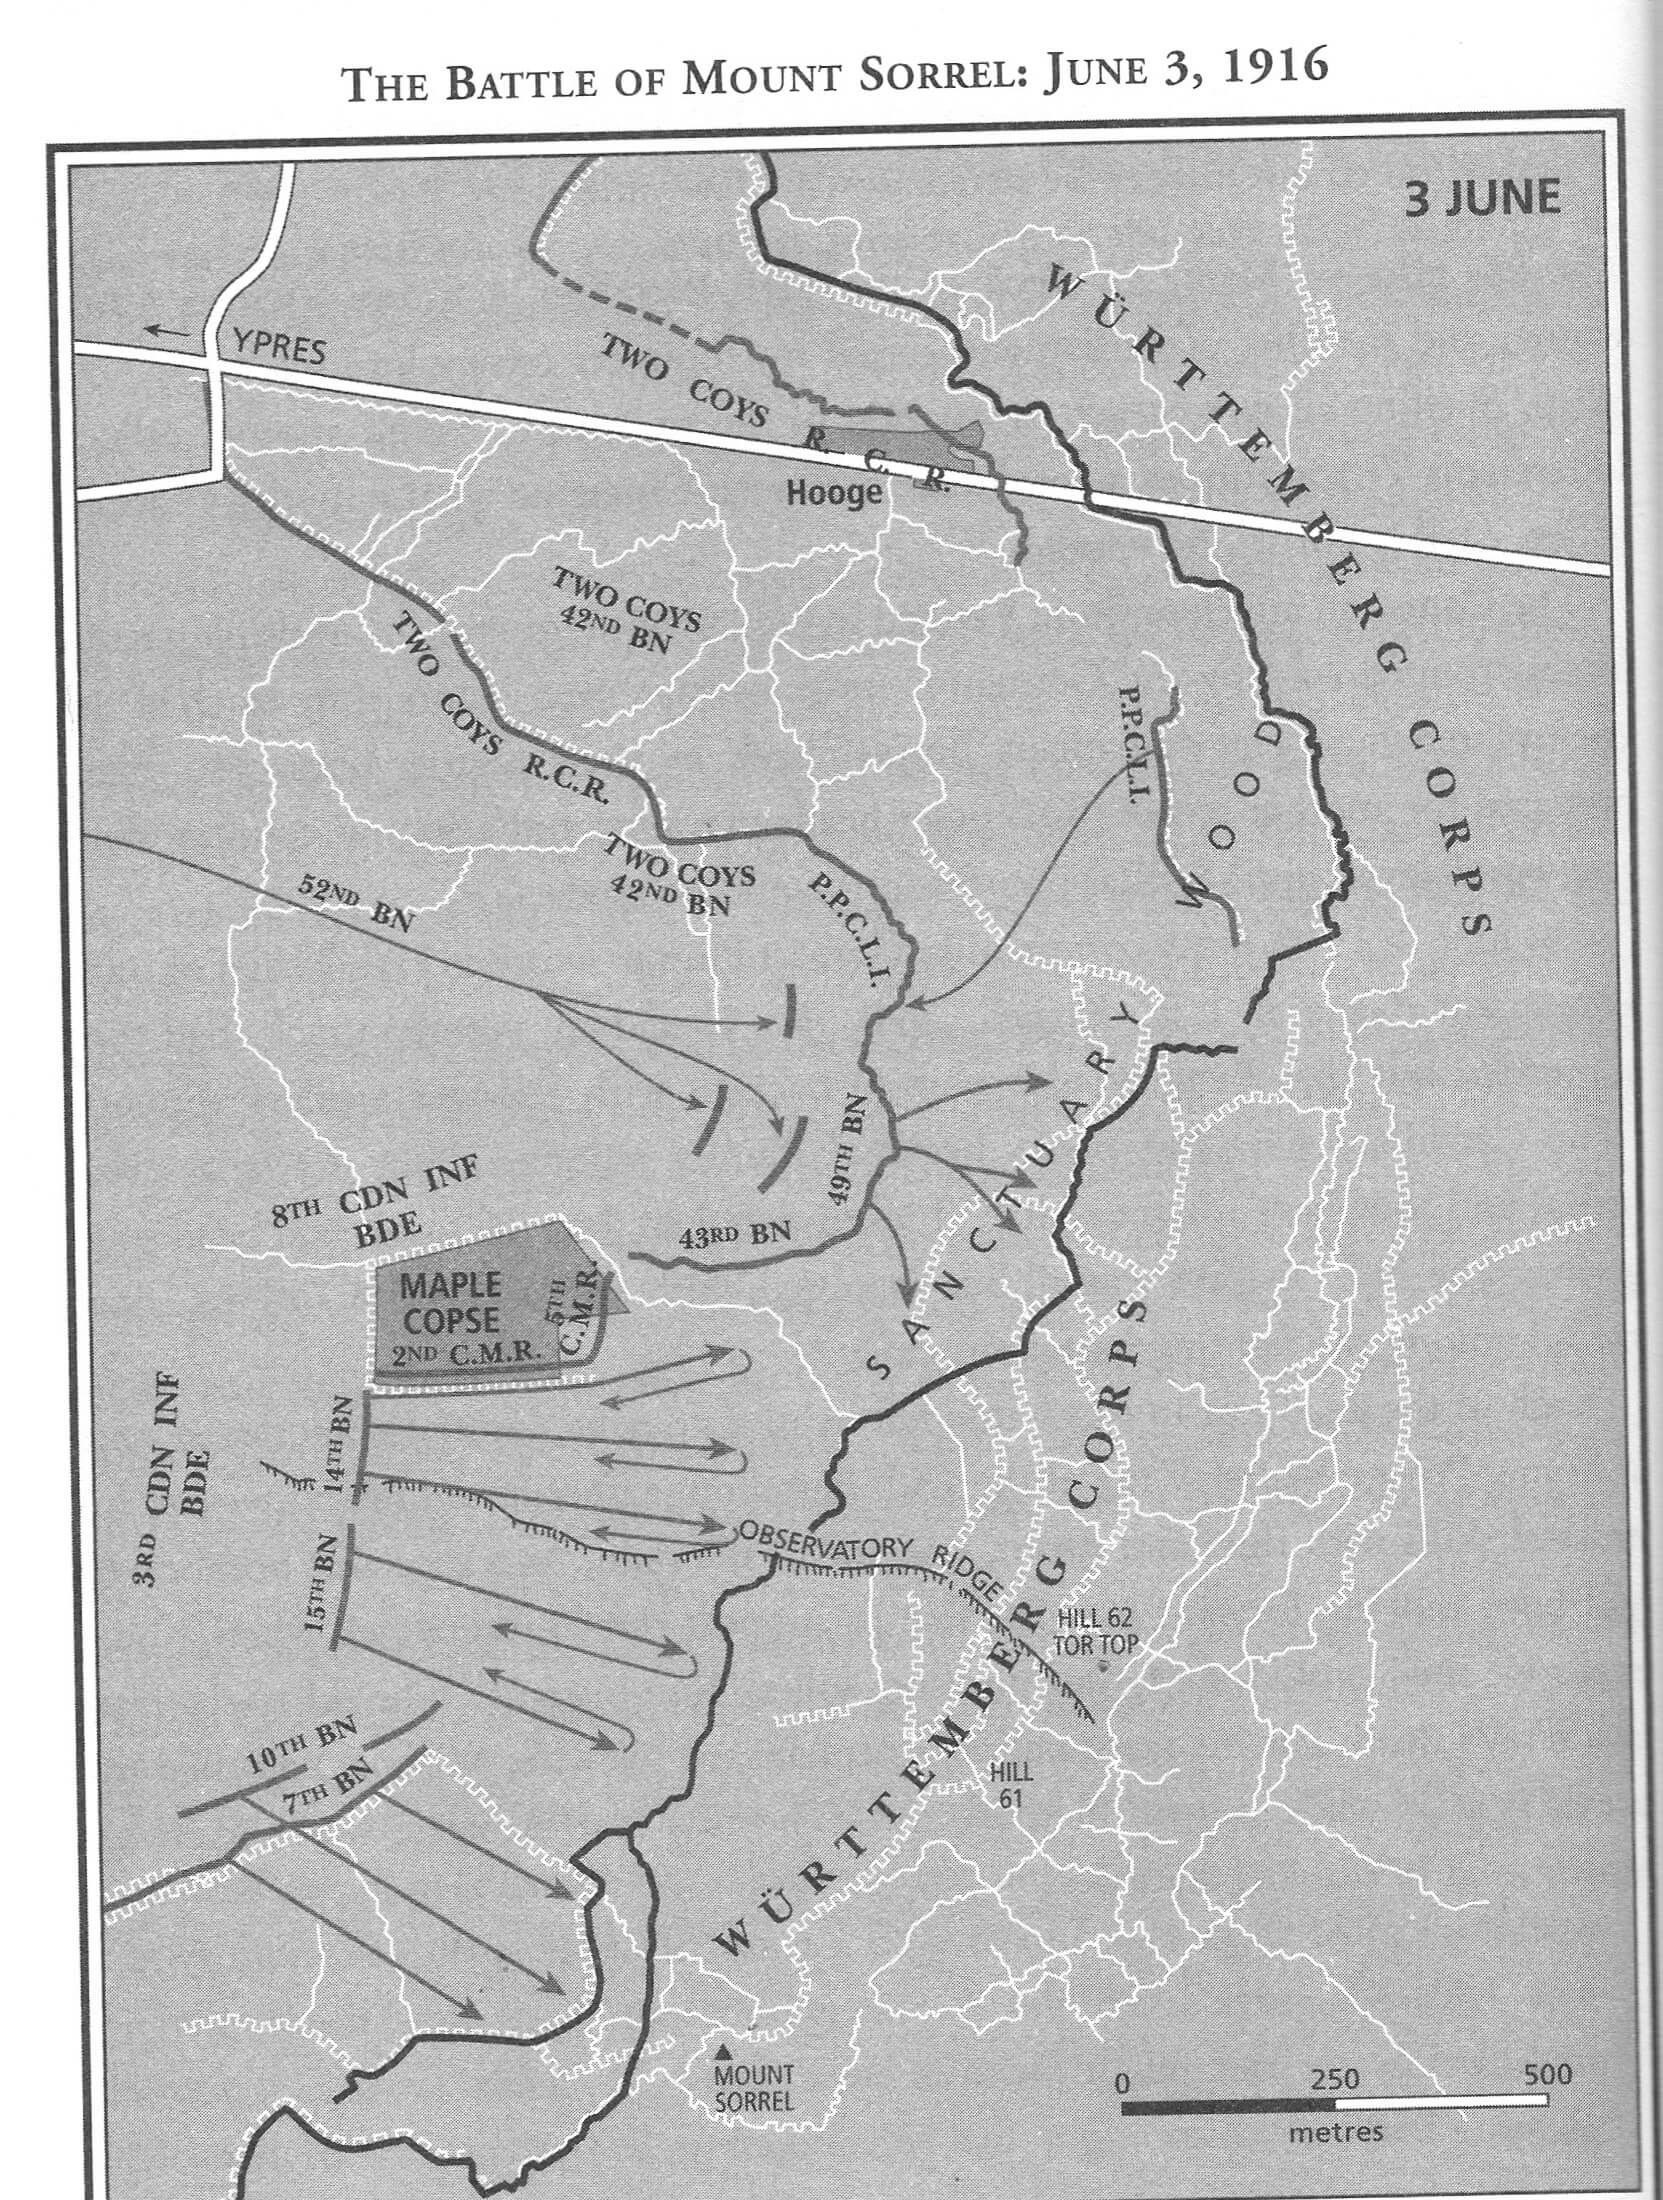 THE BATTLE OF MOUNT SORREL: JUNE 3, 1916
3 JUNE
WÜRTTEMBERG CORPS
YPRES
TWO COYS R.C.R.
Hooge
TWO COYS
42ND BN
TWO COYS R.C.R.
P.P.C.L.I.
WOOD
TWO COYS
42ND BN
P.P.C.L.I.
52ND BN
SANCTUARY
49TH BN
8TH CDN INF
BDE
43RD BN
MAPLE
COPSE
5TH
C.M.R.
2ND C.M.R.
3RD CDN INF
BDE
14TH BN
15TH BN
OBSERVATORY RIDGE
HILL 62
TOR TOP
WÜRTTEMBERG CORPS
10TH BN
7TH BN
HILL
61
MOUNT
SORREL
0 250 500
metres